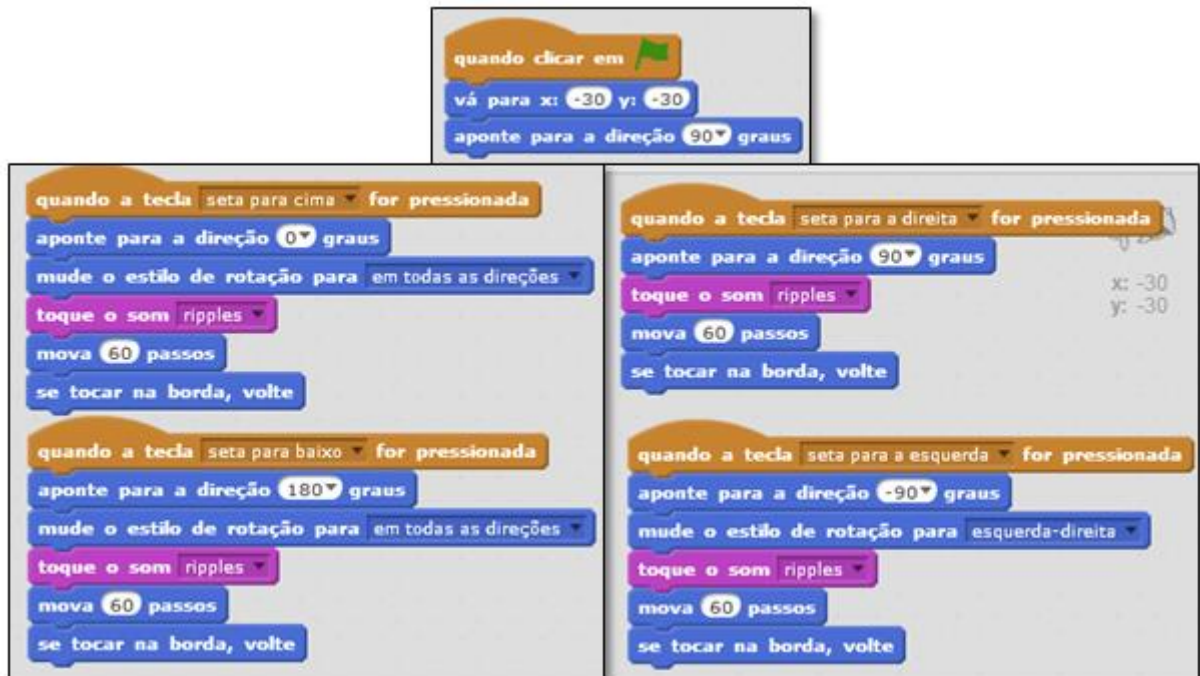 quando clicar em
vá para x: -30 y: -30
aponte para a direção 90 graus
quando a tecla seta para cima for pressionada
aponte para a direção 0 graus
mude o estilo de rotação para em todas as direções
toque o som ripples
mova 60 passos
se tocar na borda, volte
quando a tecla seta para baixo for pressionada
aponte para a direção 180 graus
mude o estilo de rotação para em todas as direções
toque o som ripples
mova 60 passos
se tocar na borda, volte
quando a tecla seta para a direita for pressionada
aponte para a direção 90 graus
toque o som ripples
mova 60 passos
se tocar na borda, volte
x: -30
y: -30
quando a tecla seta para a esquerda for pressionada
aponte para a direção -90 graus
mude o estilo de rotação para esquerda-direita
toque o som ripples
mova 60 passos
se tocar na borda, volte